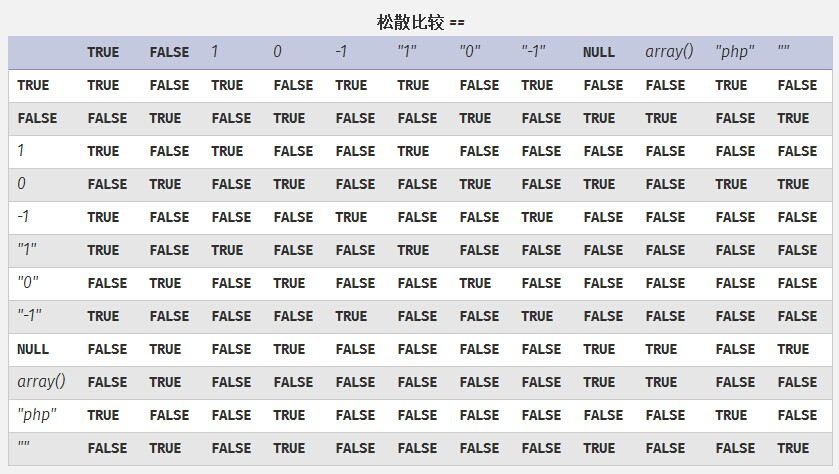 松散比较 ==
TRUE FALSE 1 0 -1 "1" "0" "-1" NULL array() "php" ""
TRUE TRUE FALSE TRUE FALSE TRUE TRUE FALSE TRUE FALSE FALSE TRUE FALSE
FALSE FALSE TRUE FALSE TRUE FALSE FALSE TRUE FALSE TRUE TRUE FALSE TRUE
1 TRUE FALSE TRUE FALSE FALSE TRUE FALSE FALSE FALSE FALSE FALSE FALSE
0 FALSE TRUE FALSE TRUE FALSE FALSE TRUE FALSE TRUE FALSE TRUE TRUE
-1 TRUE FALSE FALSE FALSE TRUE FALSE FALSE TRUE FALSE FALSE FALSE FALSE
"1" TRUE FALSE TRUE FALSE FALSE TRUE FALSE FALSE FALSE FALSE FALSE FALSE
"0" FALSE TRUE FALSE TRUE FALSE FALSE TRUE FALSE FALSE FALSE FALSE FALSE
"-1" TRUE FALSE FALSE FALSE TRUE FALSE FALSE TRUE FALSE FALSE FALSE FALSE
NULL FALSE TRUE FALSE TRUE FALSE FALSE FALSE FALSE TRUE TRUE FALSE TRUE
array() FALSE TRUE FALSE FALSE FALSE FALSE FALSE FALSE TRUE TRUE FALSE FALSE
"php" TRUE FALSE FALSE TRUE FALSE FALSE FALSE FALSE FALSE FALSE TRUE FALSE
"" FALSE TRUE FALSE TRUE FALSE FALSE FALSE FALSE TRUE FALSE FALSE TRUE